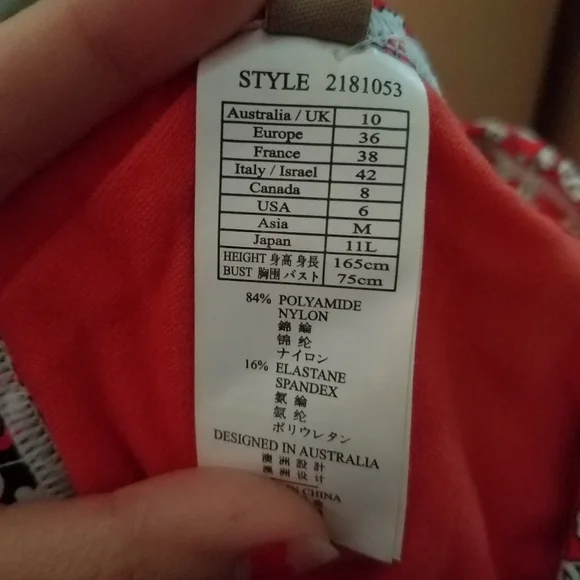 STYLE 2181053
Australia / UK 10
Europe 36
France 38
Italy / Israel 42
Canada 8
USA 6
Asia M
Japan 11L
HEIGHT 身高 身長 165cm
BUST 胸围 バスト 75cm
84% POLYAMIDE
NYLON
錦 綸
锦 纶
ナイロン
16% ELASTANE
SPANDEX
氨 綸
氨 纶
ポリウレタン
DESIGNED IN AUSTRALIA
澳 洲 設 計
澳 洲 设 计
IN CHINA